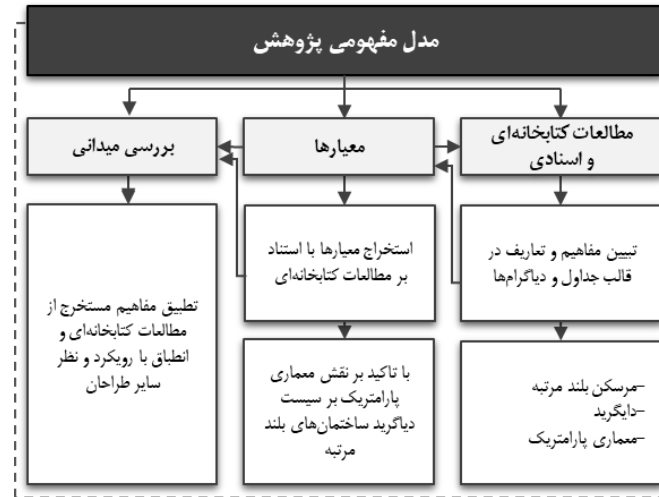 مدل مفهومی پژوهش
مطالعات کتابخانه‌ای
و اسنادی
معیارها
بررسی میدانی
تبیین مفاهیم و تعاریف در
قالب جداول و دیاگرام‌ها
استخراج معیارها با استناد
بر مطالعات کتابخانه‌ای
تطبیق مفاهیم مستخرج از
مطالعات کتابخانه‌ای و
انطباق با رویکرد و نظر
سایر طراحان
-مرسکن بلند مرتبه
-دایگرید
-معماری پارامتریک
با تاکید بر نقش معماری
پارامتریک بر سیست
دیاگرید ساختمان‌های بلند
مرتبه